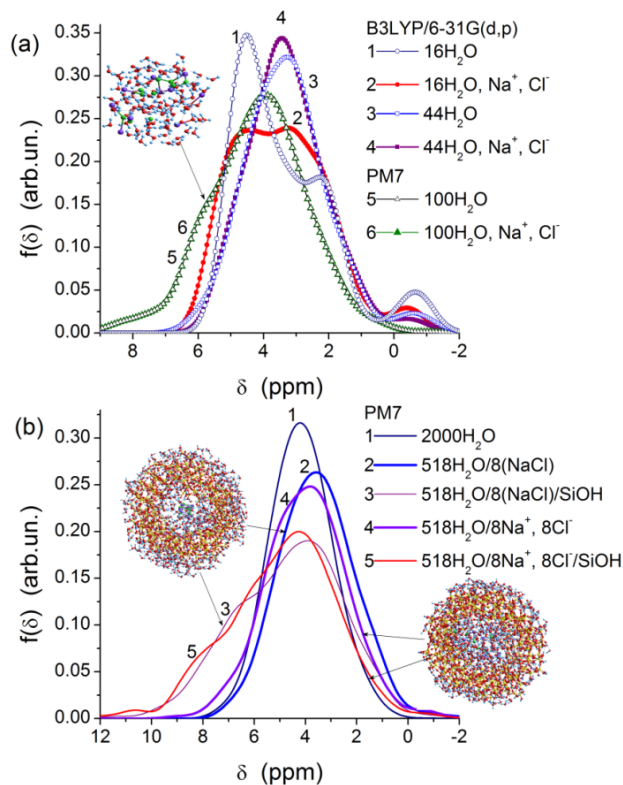 (a)
B3LYP/6-31G(d,p)
1 16H₂O
2 16H₂O, Na⁺, Cl⁻
3 44H₂O
4 44H₂O, Na⁺, Cl⁻
PM7
5 100H₂O
6 100H₂O, Na⁺, Cl⁻
1
4
3
2
6
5
f(δ) (arb.un.)
0.35
0.30
0.25
0.20
0.15
0.10
0.05
0.00
8 6 4 2 0 -2
δ (ppm)
(b)
PM7
1 2000H₂O
2 518H₂O/8(NaCl)
3 518H₂O/8(NaCl)/SiOH
4 518H₂O/8Na⁺, 8Cl⁻
5 518H₂O/8Na⁺, 8Cl⁻/SiOH
1
2
4
3
5
f(δ) (arb.un.)
0.30
0.25
0.20
0.15
0.10
0.05
0.00
12 10 8 6 4 2 0 -2
δ (ppm)